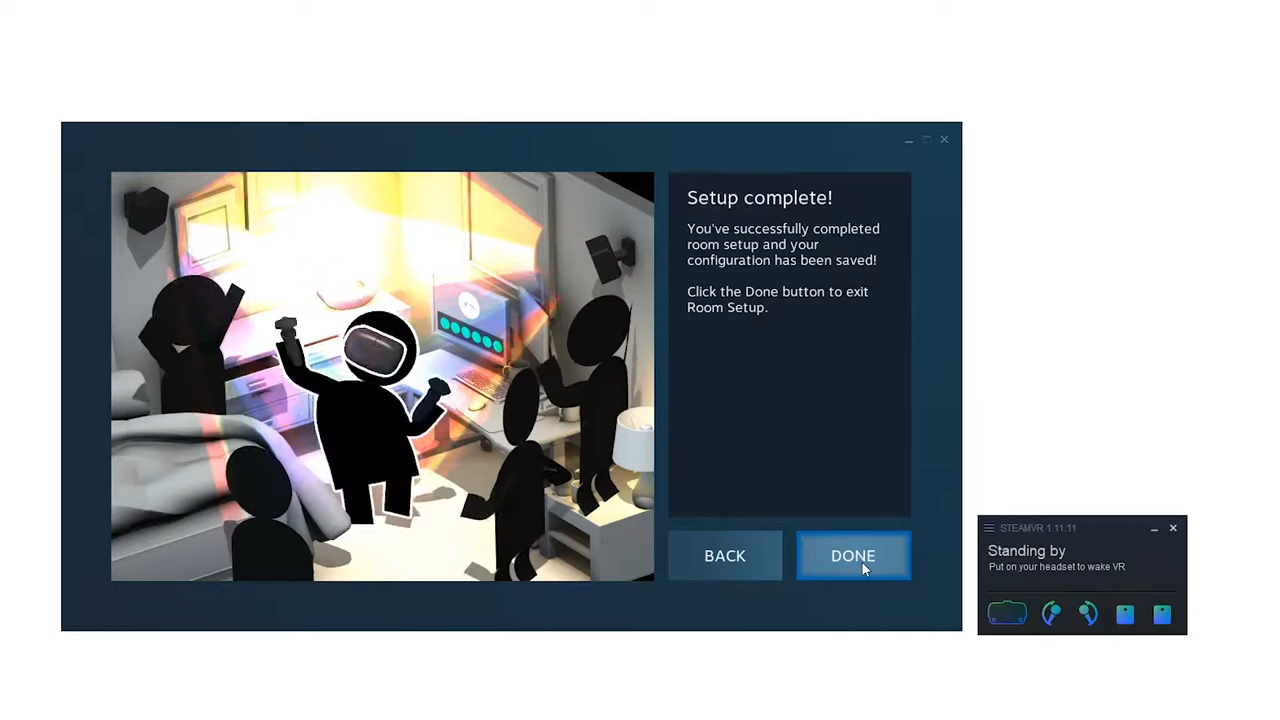 Setup complete!
You've successfully completed
room setup and your
configuration has been saved!
Click the Done button to exit
Room Setup.
BACK
DONE
STEAMVR 1.11.11
Standing by
Put on your headset to wake VR